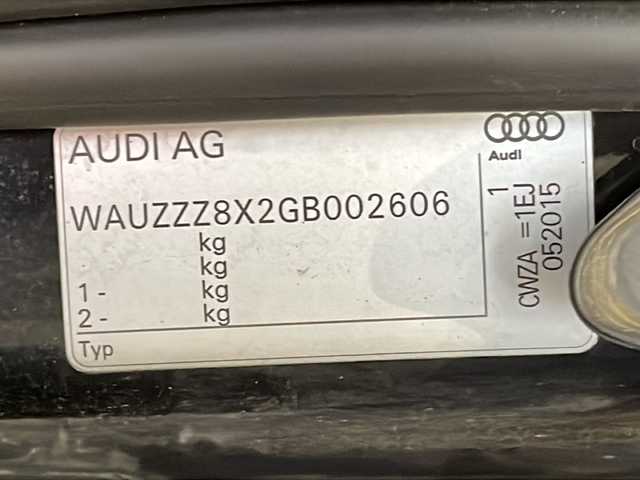 AUDI AG
Audi
WAUZZZ8X2GB002606
kg
kg
1 - kg
2 - kg
Typ
1
CWZA =1EJ
052015